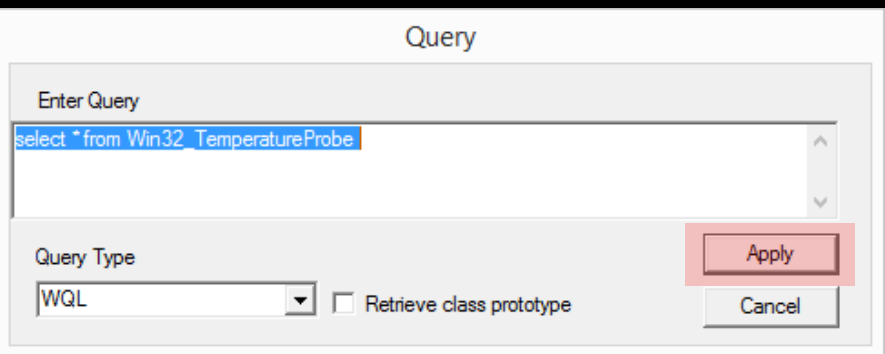 Query
Enter Query
select * from Win32_TemperatureProbe
Query Type
WQL
Retrieve class prototype
Apply
Cancel